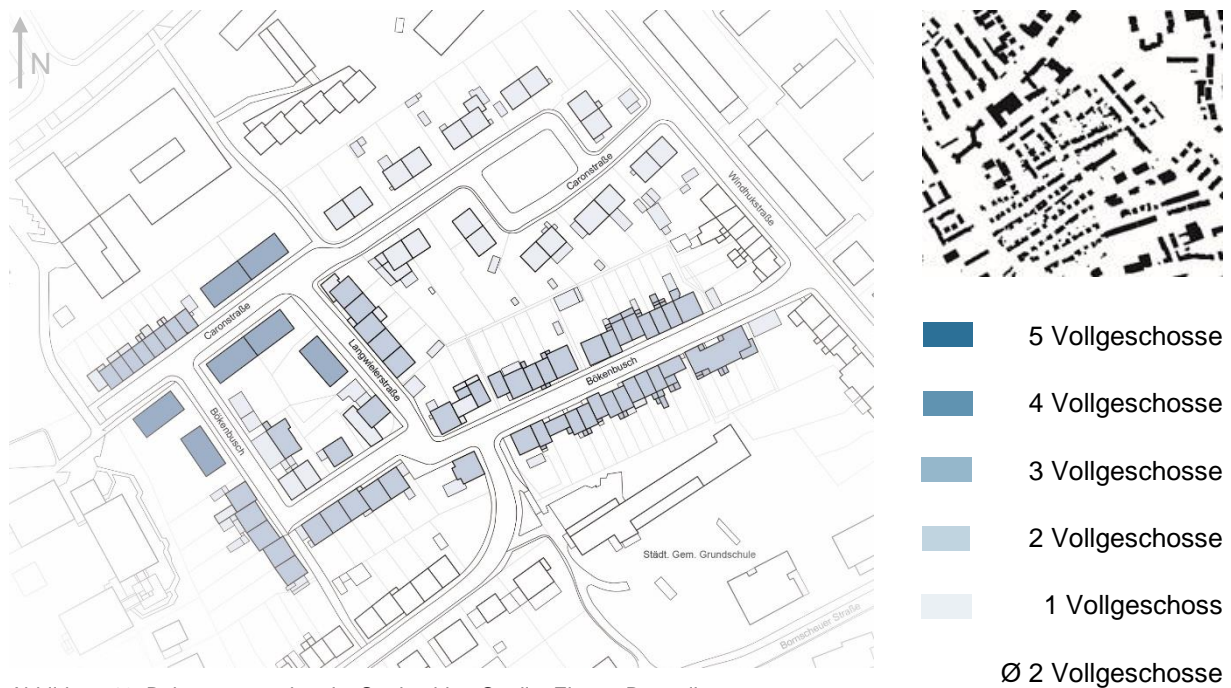 N
Windhukstraße
Caronstraße
Caronstraße
Langwielerstraße
Bökenbusch
Bökenbusch
Städt. Gem. Grundschule
Bornscheuer Straße
5 Vollgeschosse
4 Vollgeschosse
3 Vollgeschosse
2 Vollgeschosse
1 Vollgeschoss
Ø 2 Vollgeschosse